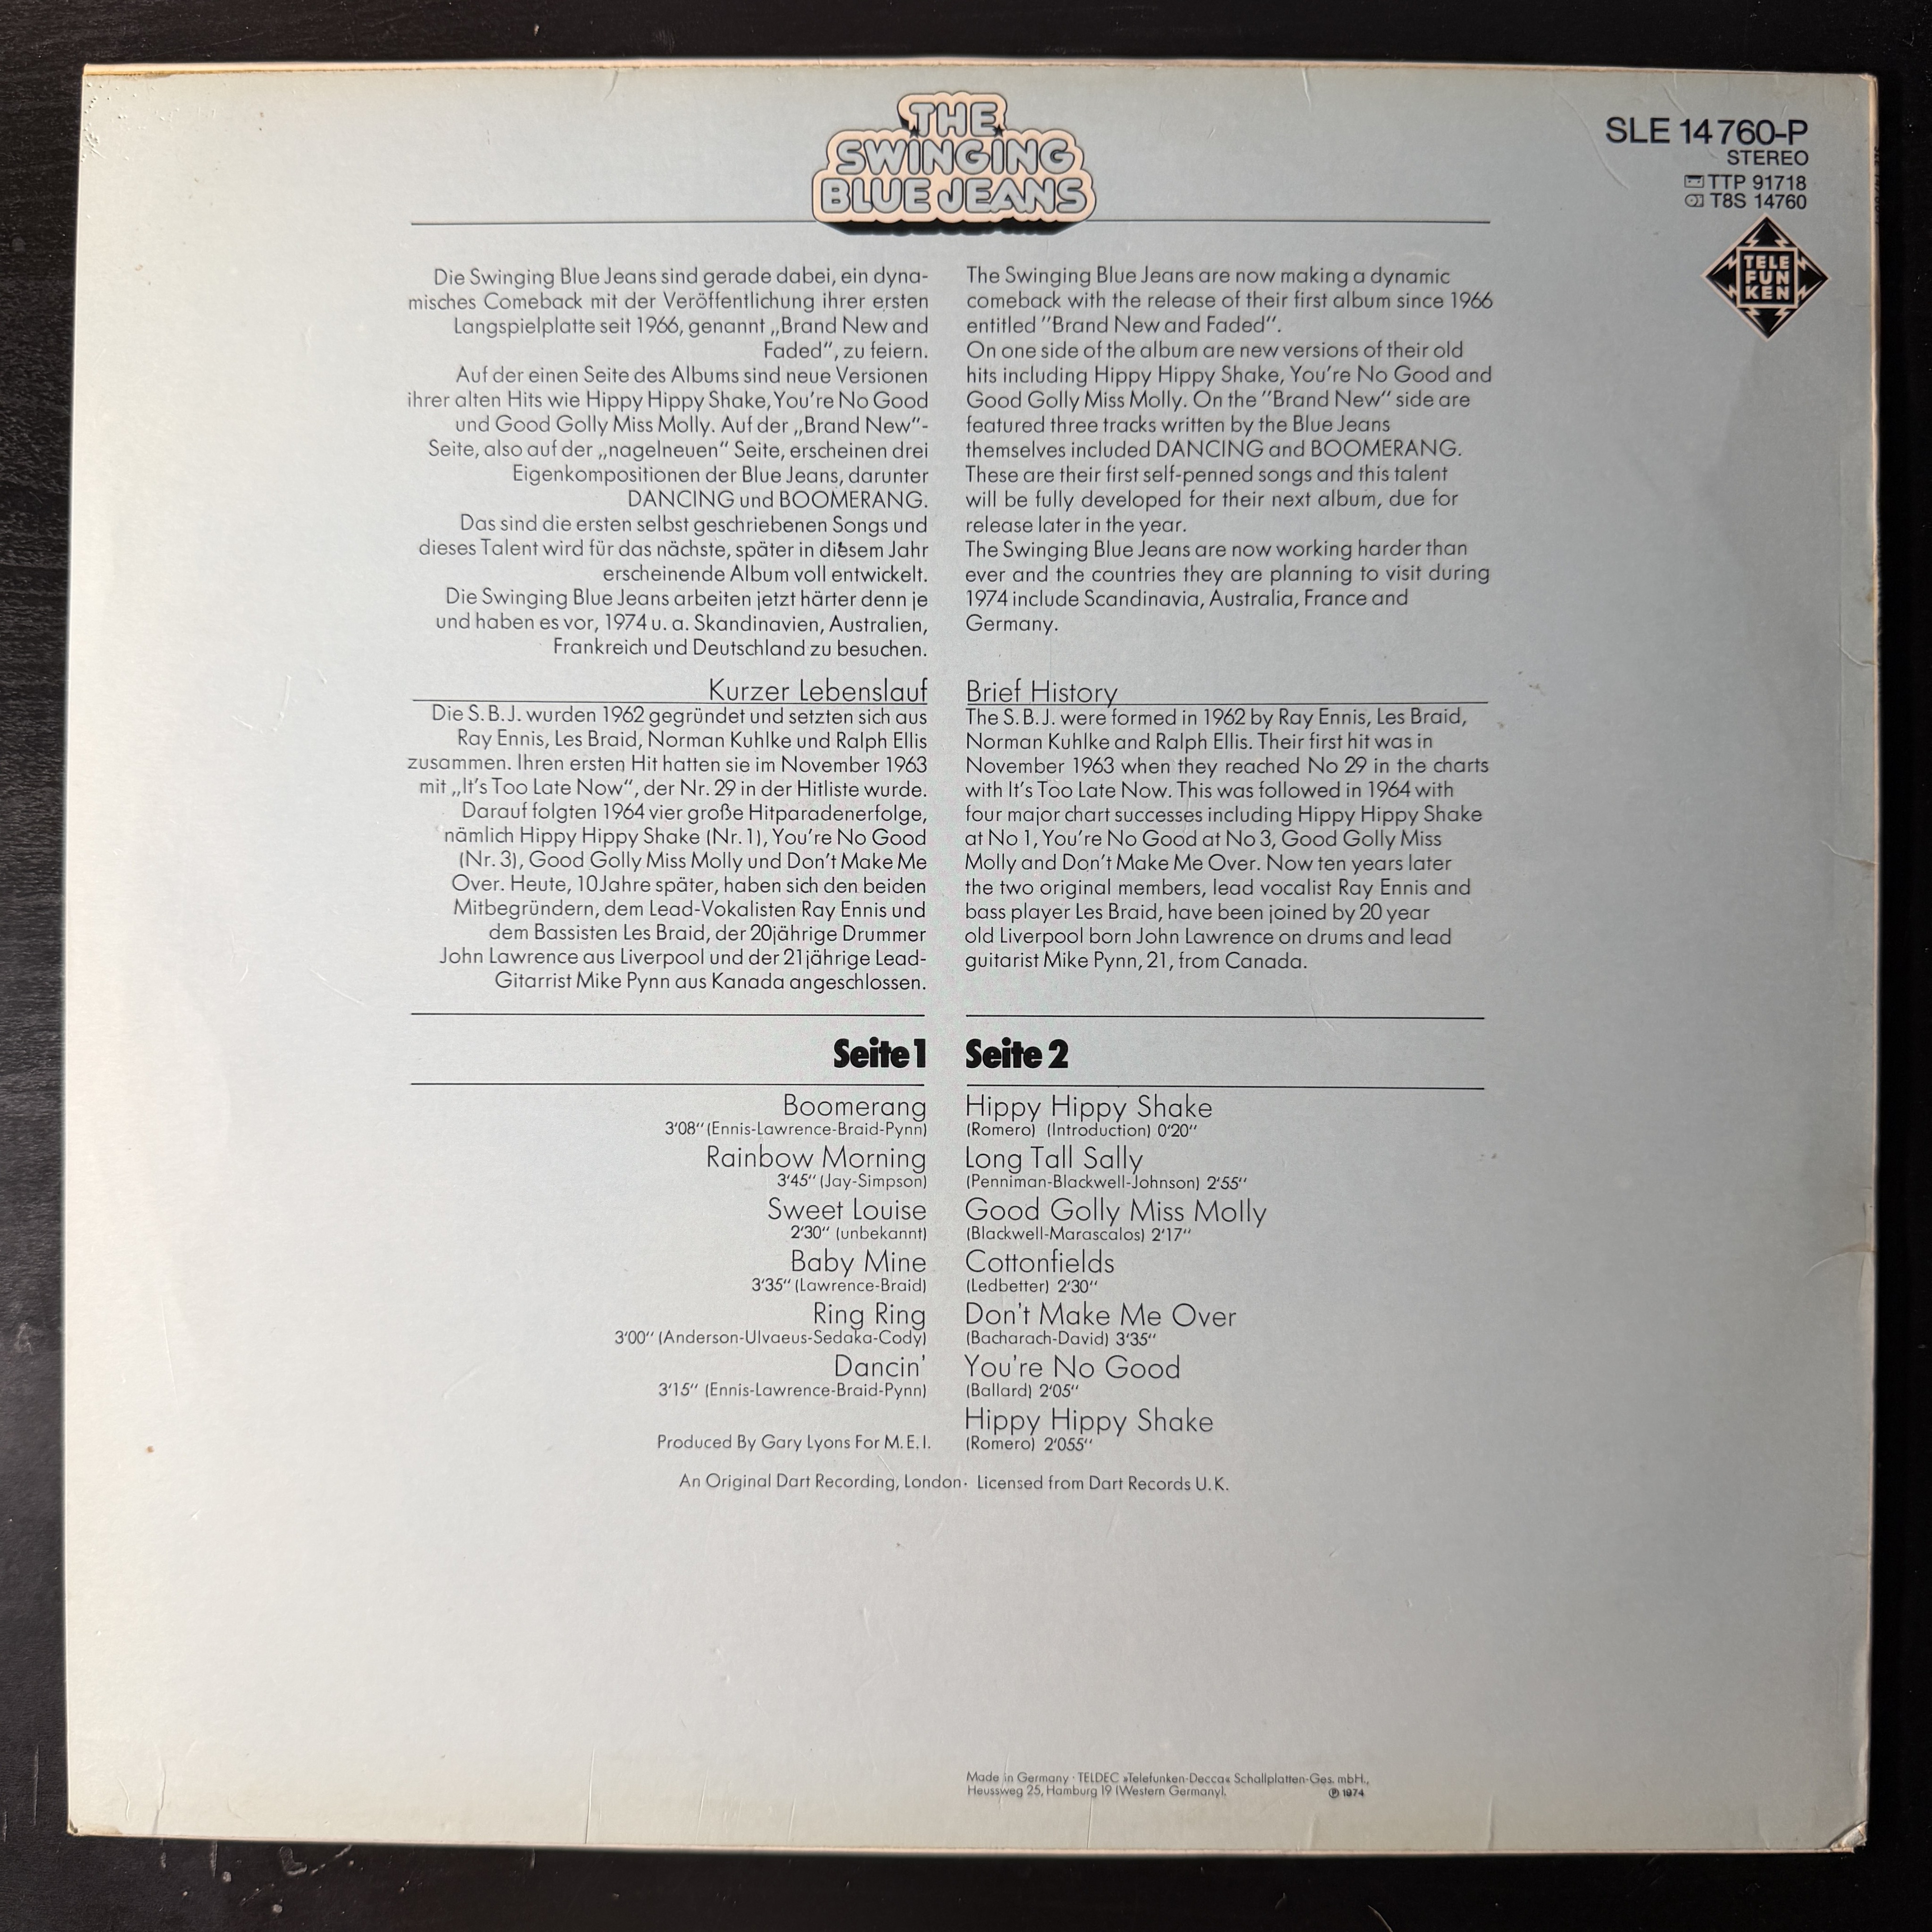 THE
SWINGING
BLUE JEANS
SLE 14760-P
STEREO
TTP 91718
T8S 14760
TELE
FUN
KEN
Die Swinging Blue Jeans sind gerade dabei, ein dyna-
misches Comeback mit der Veröffentlichung ihrer ersten
Langspielplatte seit 1966, genannt „Brand New and
Faded“, zu feiern.
Auf der einen Seite des Albums sind neue Versionen
ihrer alten Hits wie Hippy Hippy Shake, You're No Good
und Good Golly Miss Molly. Auf der „Brand New“-
Seite, also auf der „nagelneuen“ Seite, erscheinen drei
Eigenkompositionen der Blue Jeans, darunter
DANCING und BOOMERANG.
Das sind die ersten selbst geschriebenen Songs und
dieses Talent wird für das nächste, später in diesem Jahr
erscheinende Album voll entwickelt.
Die Swinging Blue Jeans arbeiten jetzt härter denn je
und haben es vor, 1974 u. a. Skandinavien, Australien,
Frankreich und Deutschland zu besuchen.
Kurzer Lebenslauf
Die S.B.J. wurden 1962 gegründet und setzten sich aus
Ray Ennis, Les Braid, Norman Kuhlke und Ralph Ellis
zusammen. Ihren ersten Hit hatten sie im November 1963
mit „It's Too Late Now“, der Nr. 29 in der Hitliste wurde.
Darauf folgten 1964 vier große Hitparadenerfolge,
nämlich Hippy Hippy Shake (Nr. 1), You're No Good
(Nr. 3), Good Golly Miss Molly und Don't Make Me
Over. Heute, 10 Jahre später, haben sich den beiden
Mitbegründern, dem Lead-Vokalisten Ray Ennis und
dem Bassisten Les Braid, der 20jährige Drummer
John Lawrence aus Liverpool und der 21jährige Lead-
Gitarrist Mike Pynn aus Kanada angeschlossen.
The Swinging Blue Jeans are now making a dynamic
comeback with the release of their first album since 1966
entitled "Brand New and Faded".
On one side of the album are new versions of their old
hits including Hippy Hippy Shake, You're No Good and
Good Golly Miss Molly. On the "Brand New" side are
featured three tracks written by the Blue Jeans
themselves included DANCING and BOOMERANG.
These are their first self-penned songs and this talent
will be fully developed for their next album, due for
release later in the year.
The Swinging Blue Jeans are now working harder than
ever and the countries they are planning to visit during
1974 include Scandinavia, Australia, France and
Germany.
Brief History
The S.B.J. were formed in 1962 by Ray Ennis, Les Braid,
Norman Kuhlke and Ralph Ellis. Their first hit was in
November 1963 when they reached No 29 in the charts
with It's Too Late Now. This was followed in 1964 with
four major chart successes including Hippy Hippy Shake
at No 1, You're No Good at No 3, Good Golly Miss
Molly and Don't Make Me Over. Now ten years later
the two original members, lead vocalist Ray Ennis and
bass player Les Braid, have been joined by 20 year
old Liverpool born John Lawrence on drums and lead
guitarist Mike Pynn, 21, from Canada.
Seite 1
Boomerang
3'08" (Ennis-Lawrence-Braid-Pynn)
Rainbow Morning
3'45" (Jay-Simpson)
Sweet Louise
2'30" (unbekannt)
Baby Mine
3'35" (Lawrence-Braid)
Ring Ring
3'00" (Anderson-Ulvaeus-Sedaka-Cody)
Dancin'
3'15" (Ennis-Lawrence-Braid-Pynn)
Produced By Gary Lyons For M.E.I.
Seite 2
Hippy Hippy Shake
(Romero) (Introduction) 0'20"
Long Tall Sally
(Penniman-Blackwell-Johnson) 2'55"
Good Golly Miss Molly
(Blackwell-Marascalos) 2'17"
Cottonfields
(Ledbetter) 2'30"
Don't Make Me Over
(Bacharach-David) 3'35"
You're No Good
(Ballard) 2'05"
Hippy Hippy Shake
(Romero) 2'055"
An Original Dart Recording, London · Licensed from Dart Records U.K.
Made in Germany · TELDEC »Telefunken-Decca« Schallplatten-Ges. mbH.,
Heussweg 25, Hamburg 19 (Western Germany). ℗ 1974